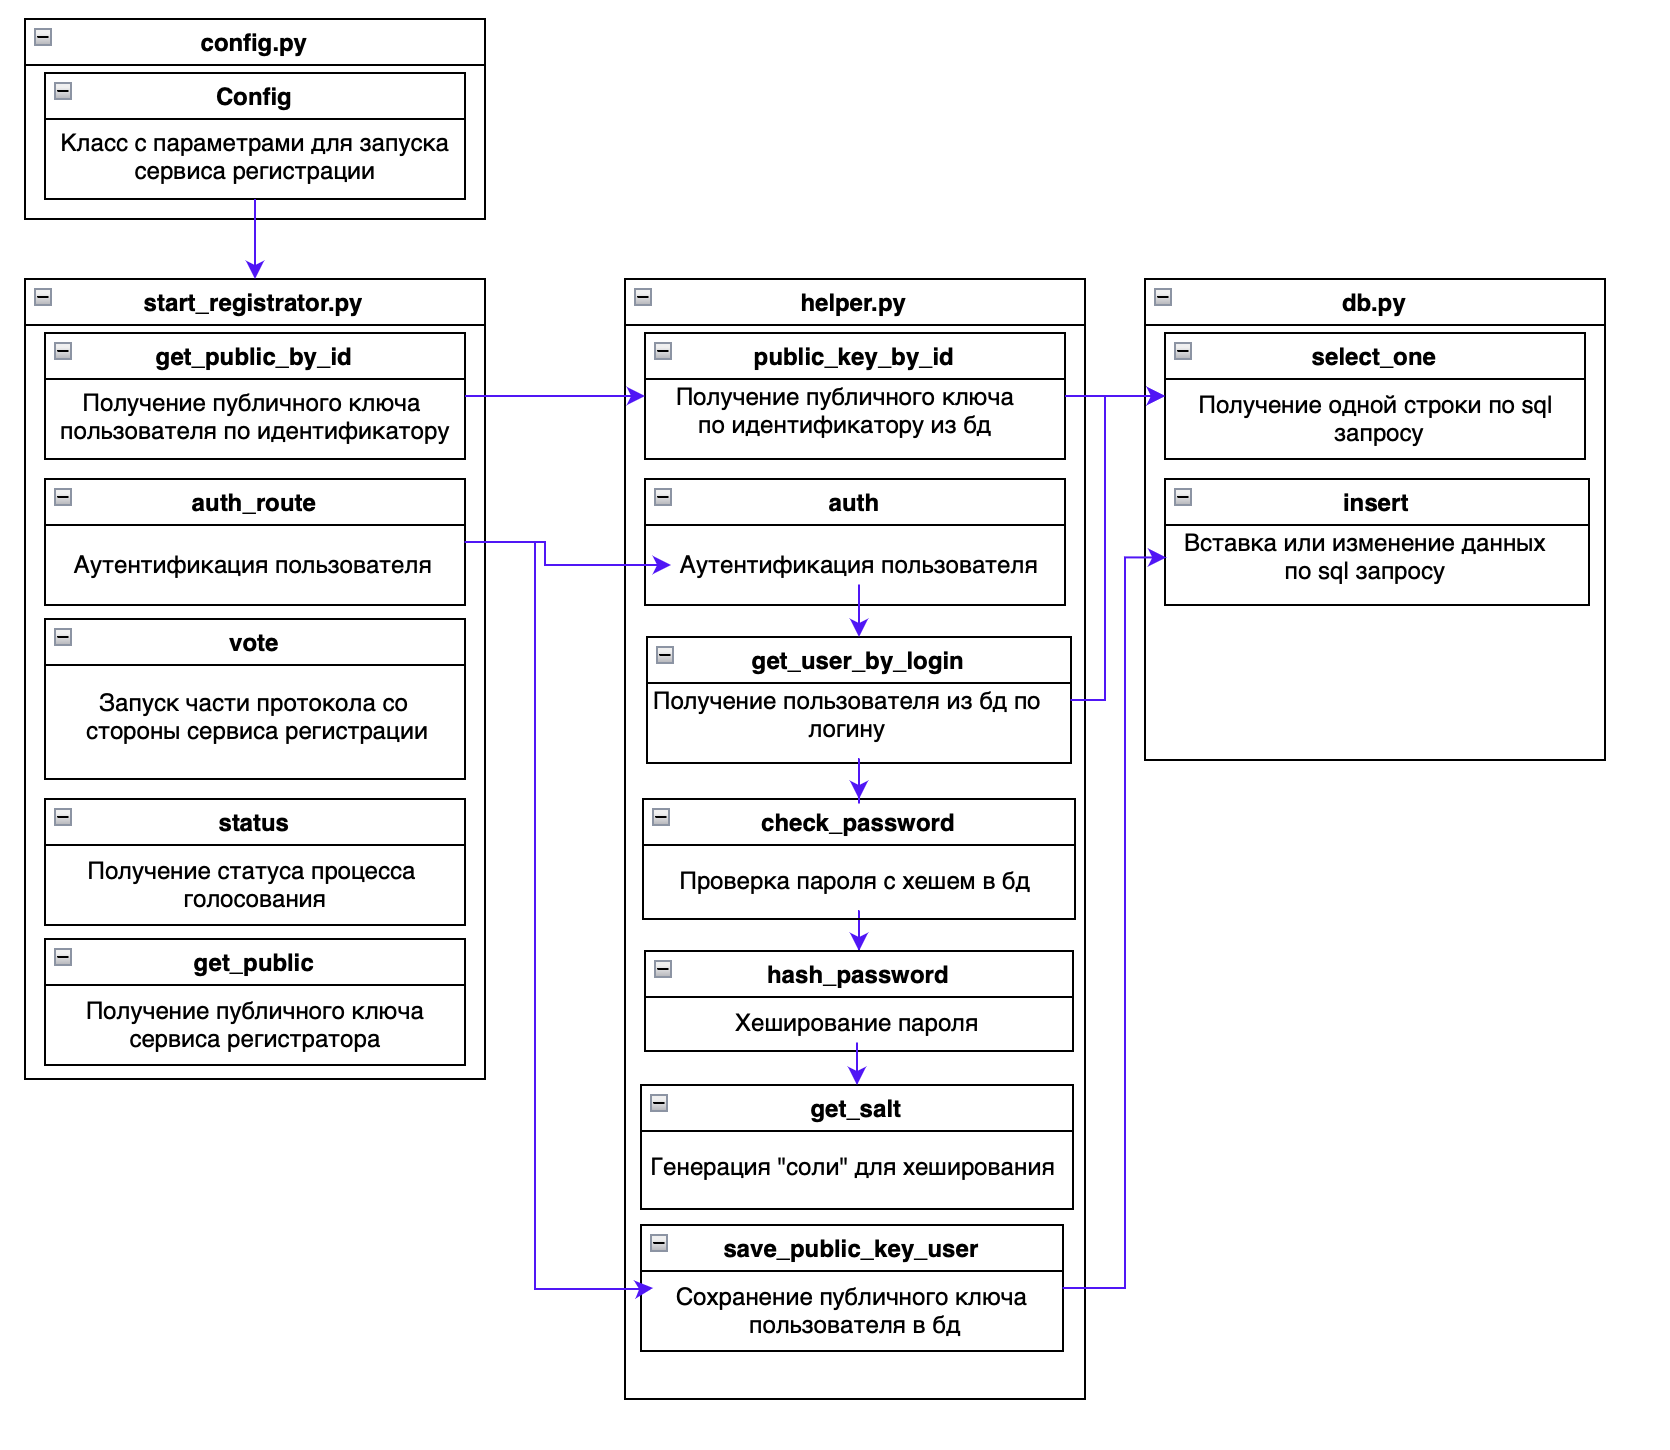 config.py
Config
Класс с параметрами для запуска
сервиса регистрации
start_registrator.py
get_public_by_id
Получение публичного ключа
пользователя по идентификатору
auth_route
Аутентификация пользователя
vote
Запуск части протокола со
стороны сервиса регистрации
status
Получение статуса процесса
голосования
get_public
Получение публичного ключа
сервиса регистратора
helper.py
public_key_by_id
Получение публичного ключа
по идентификатору из бд
auth
Аутентификация пользователя
get_user_by_login
Получение пользователя из бд по
логину
check_password
Проверка пароля с хешем в бд
hash_password
Хеширование пароля
get_salt
Генерация "соли" для хеширования
save_public_key_user
Сохранение публичного ключа
пользователя в бд
db.py
select_one
Получение одной строки по sql
запросу
insert
Вставка или изменение данных
по sql запросу